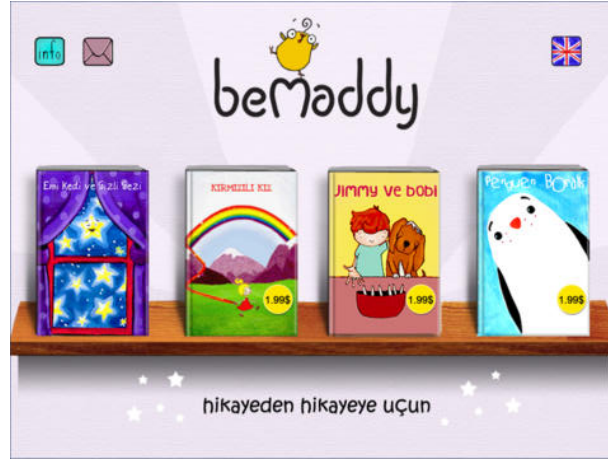 info
beMaddy
Emi Kedi ve Gizli Gezi
KIRMIZILI KIZ
Jimmy ve bobi
Penguen Borak
1.99$
1.99$
1.99$
hikayeden hikayeye uçun